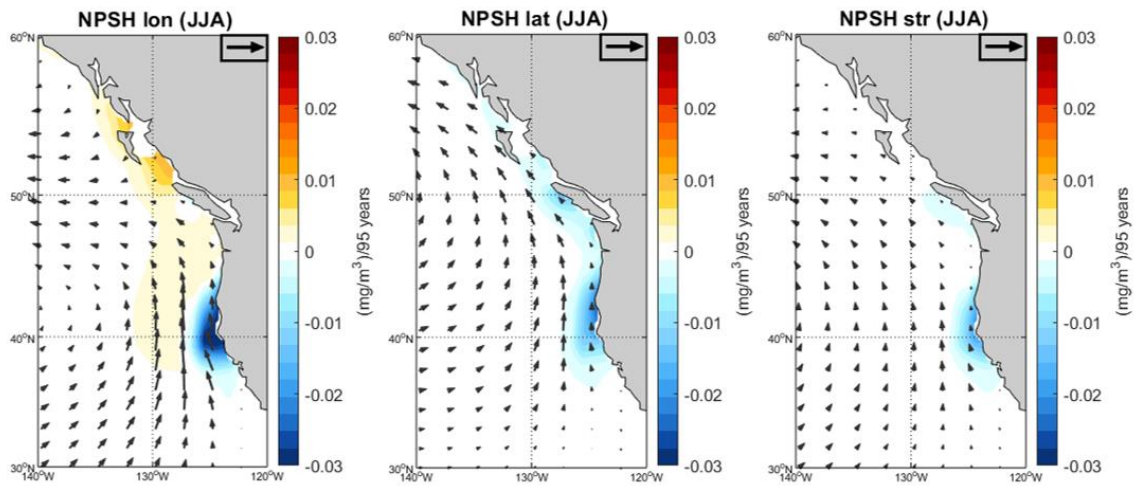 NPSH lon (JJA)
60°N
50°N
40°N
30°N
140°W
130°W
120°W
0.03
0.02
0.01
0
-0.01
-0.02
-0.03
(mg/m³)/95 years
NPSH lat (JJA)
60°N
50°N
40°N
30°N
140°W
130°W
120°W
0.03
0.02
0.01
0
-0.01
-0.02
-0.03
(mg/m³)/95 years
NPSH str (JJA)
60°N
50°N
40°N
30°N
140°W
130°W
120°W
0.03
0.02
0.01
0
-0.01
-0.02
-0.03
(mg/m³)/95 years